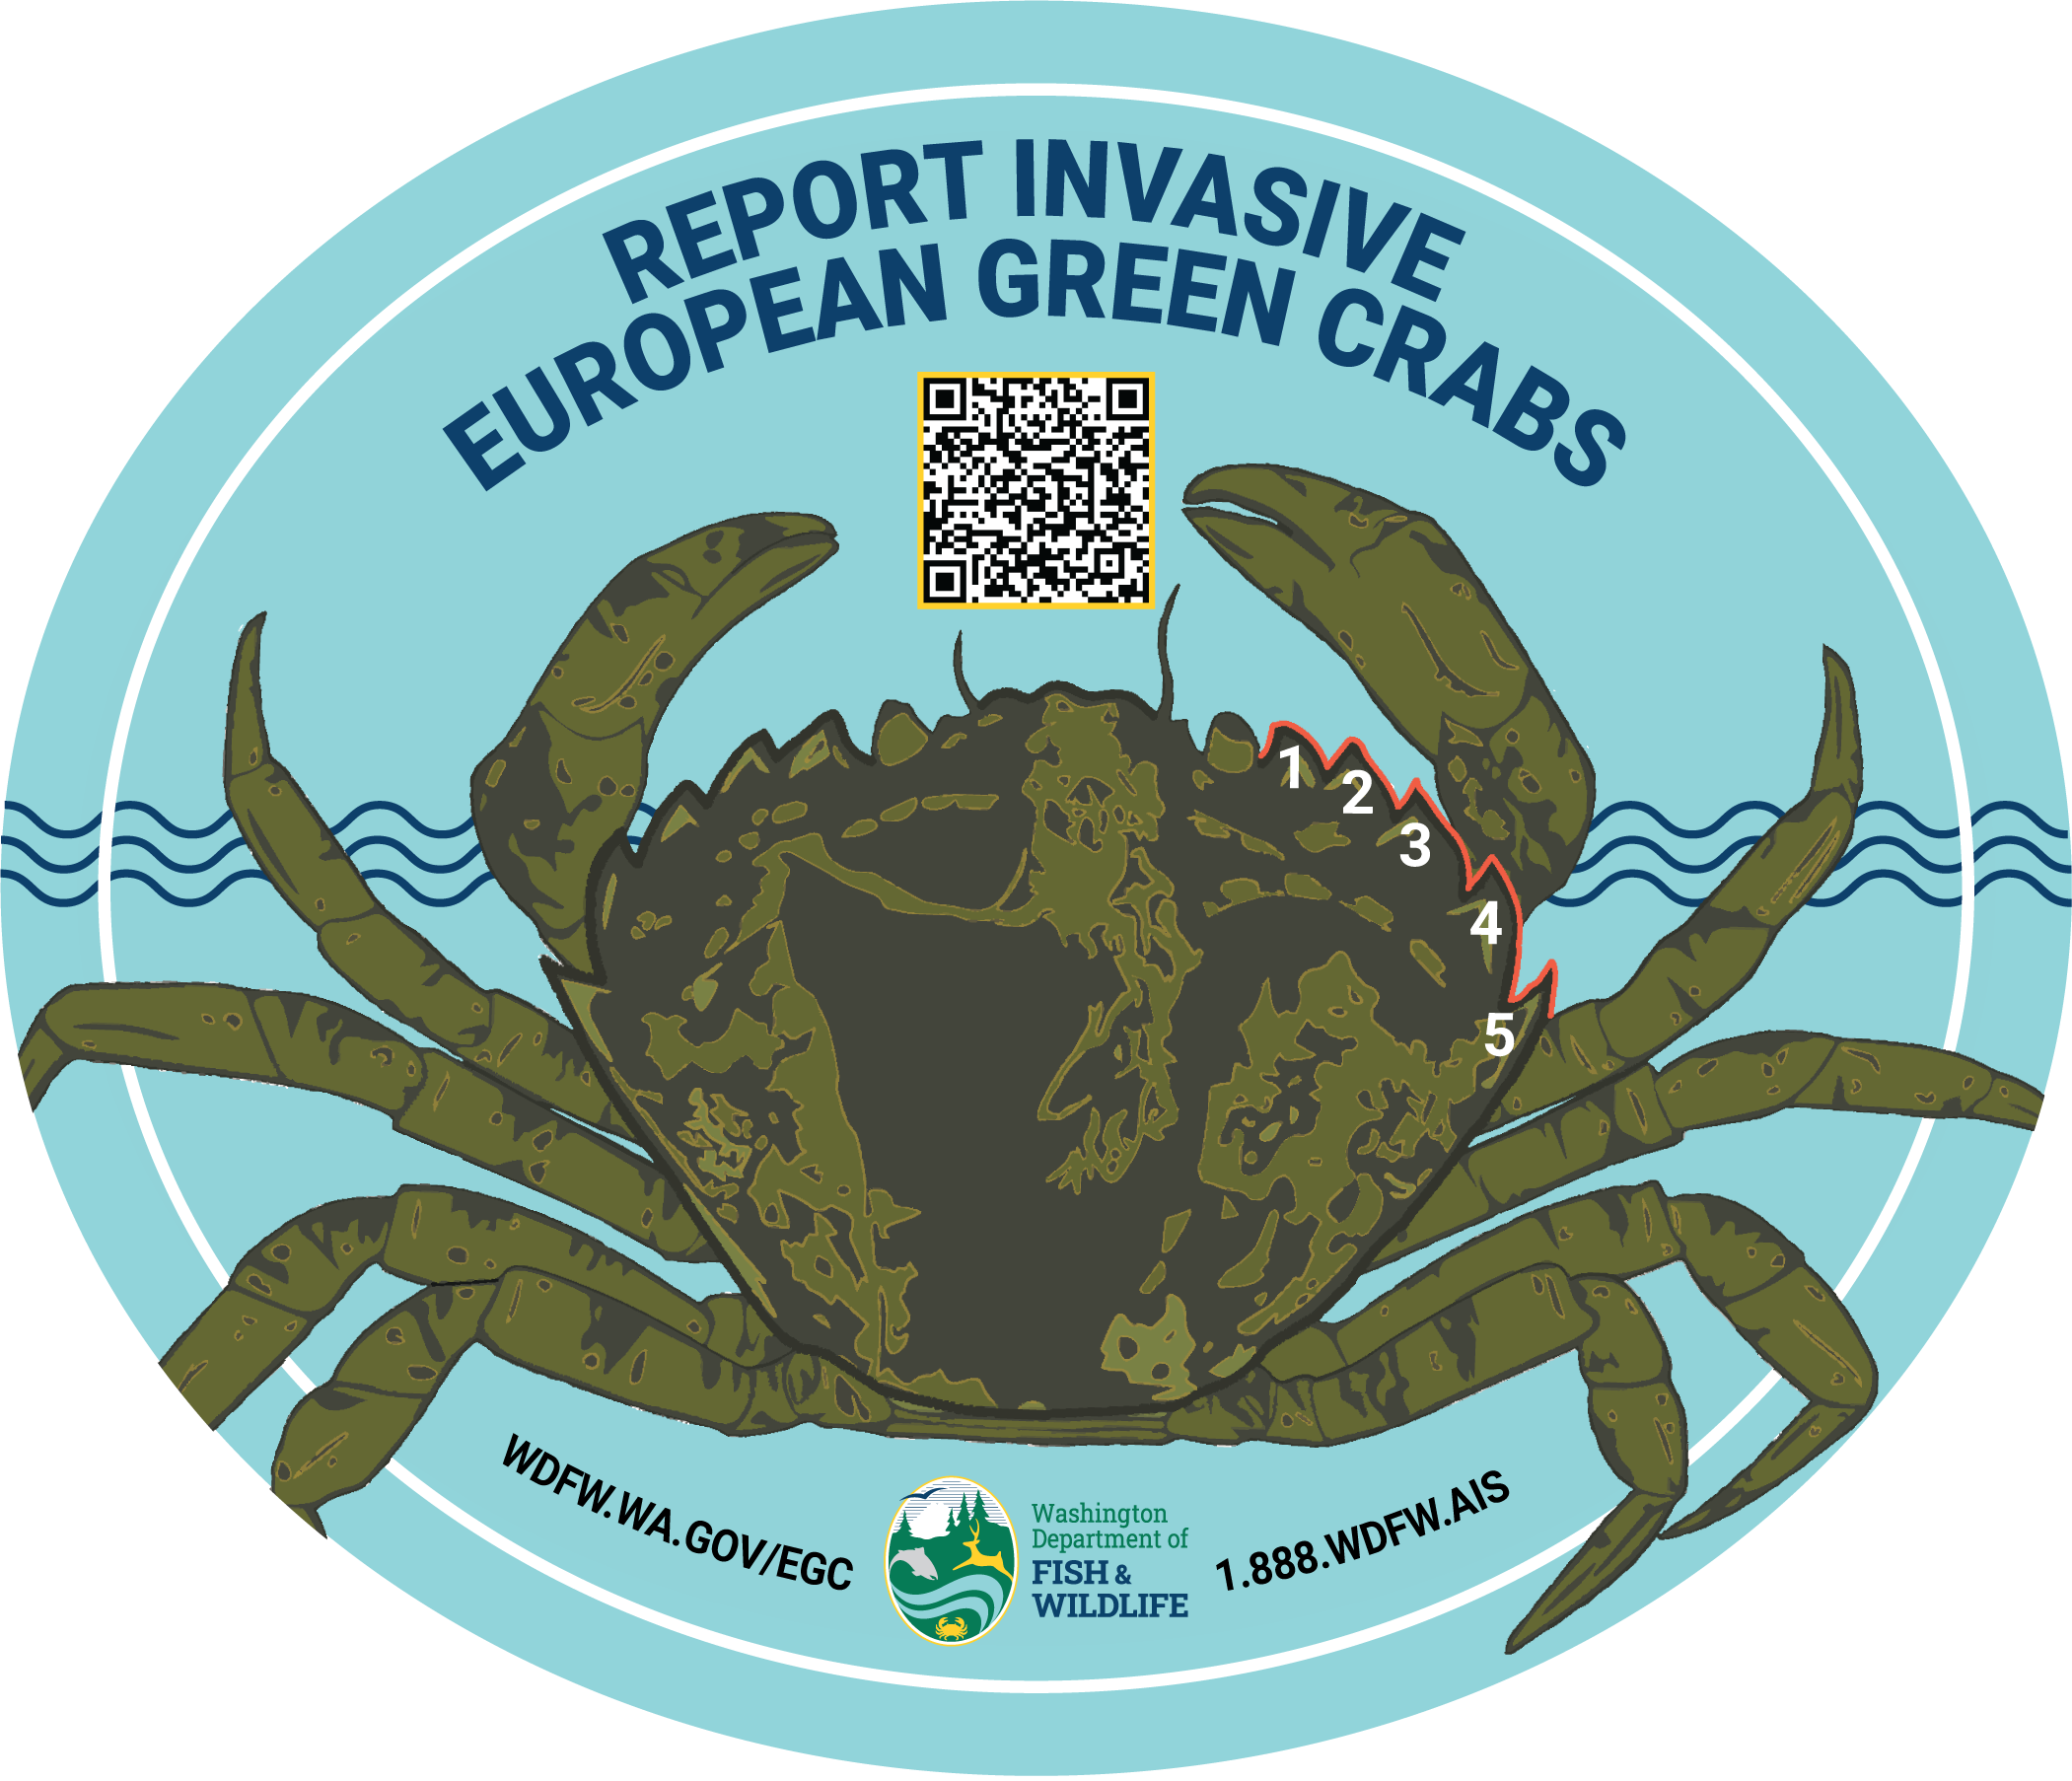 REPORT INVASIVE
EUROPEAN GREEN CRABS
1
2
3
4
5
WDFW.WA.GOV/EGC
Washington
Department of
FISH &
WILDLIFE
1.888.WDFW.AIS